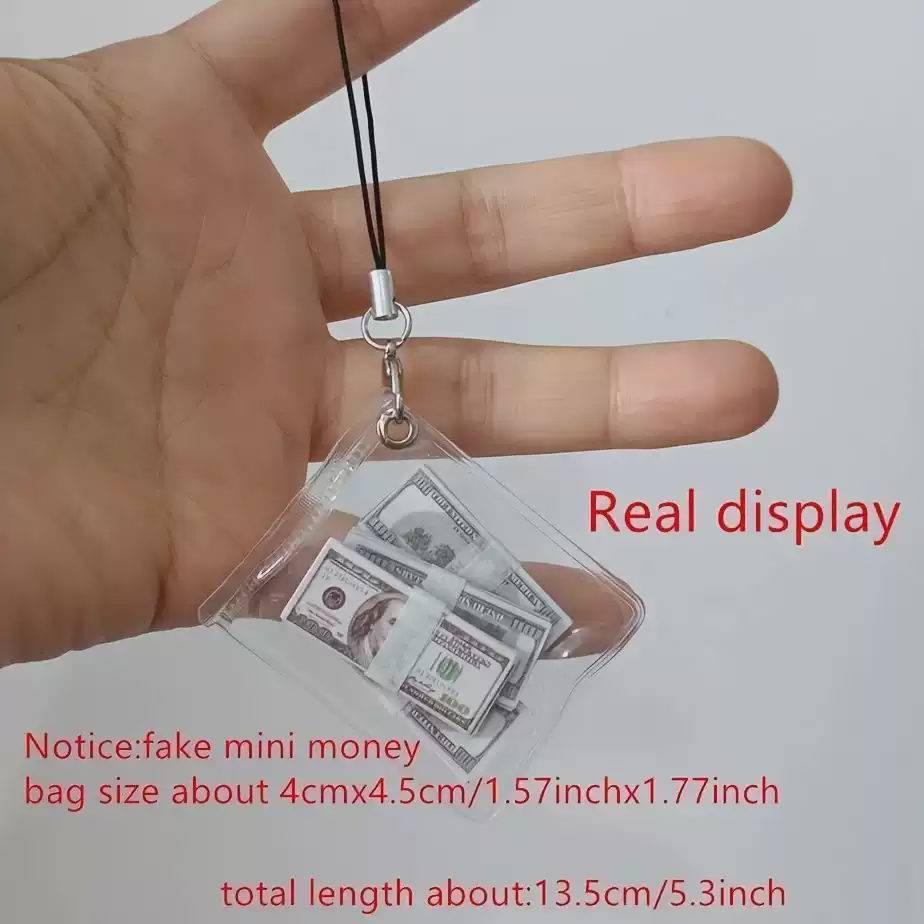 Real display
100
Notice:fake mini money
bag size about 4cmx4.5cm/1.57inchx1.77inch
total length about:13.5cm/5.3inch